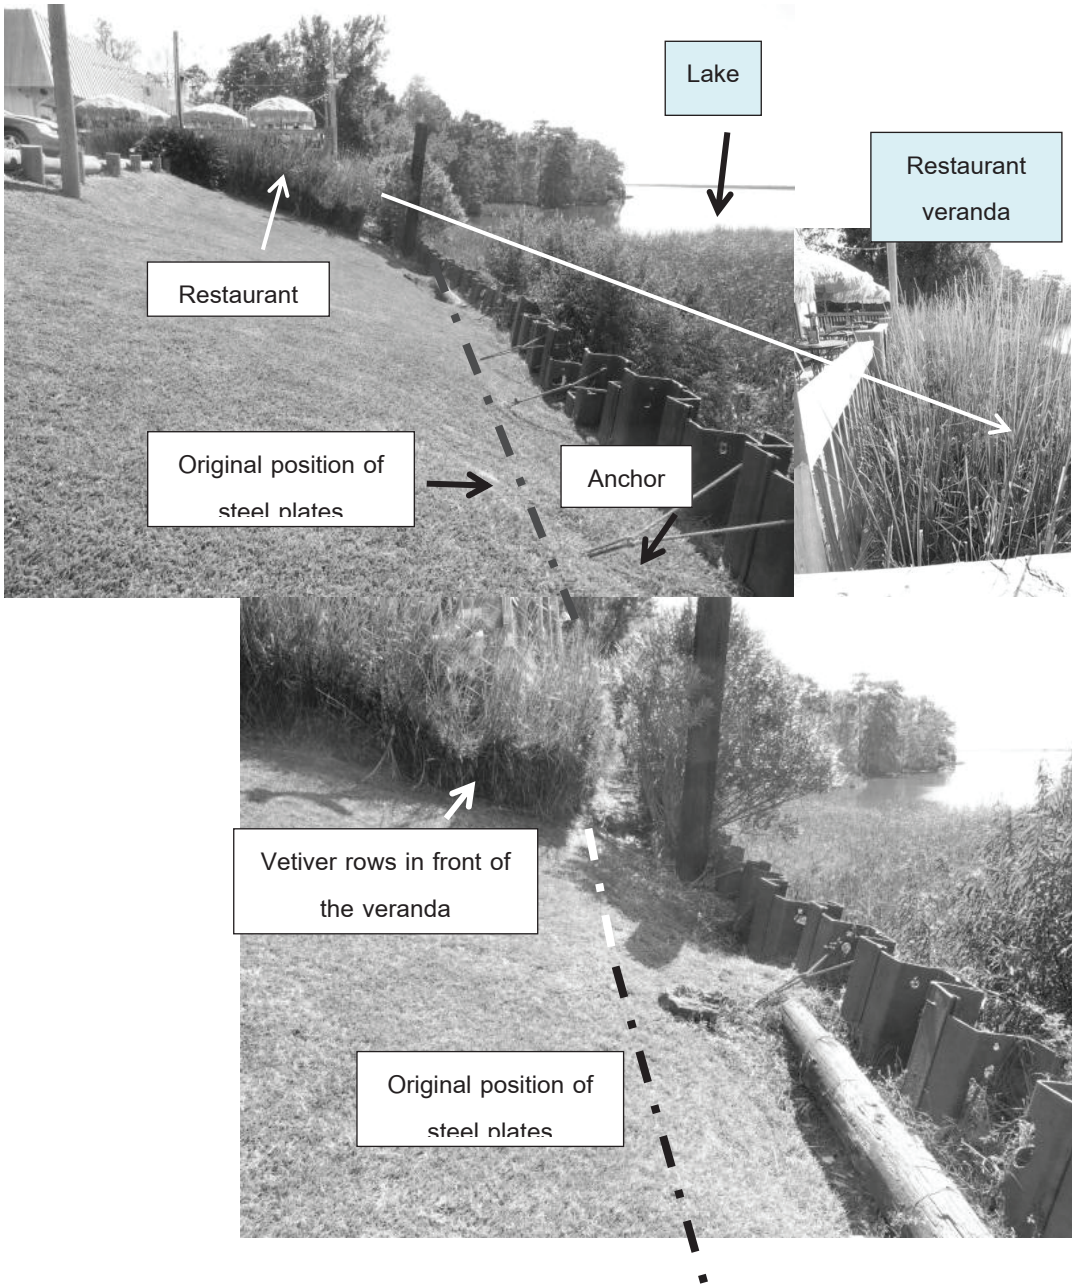 Lake
Restaurant
veranda
Restaurant
Original position of
steel plates
Anchor
Vetiver rows in front of
the veranda
Original position of
steel plates